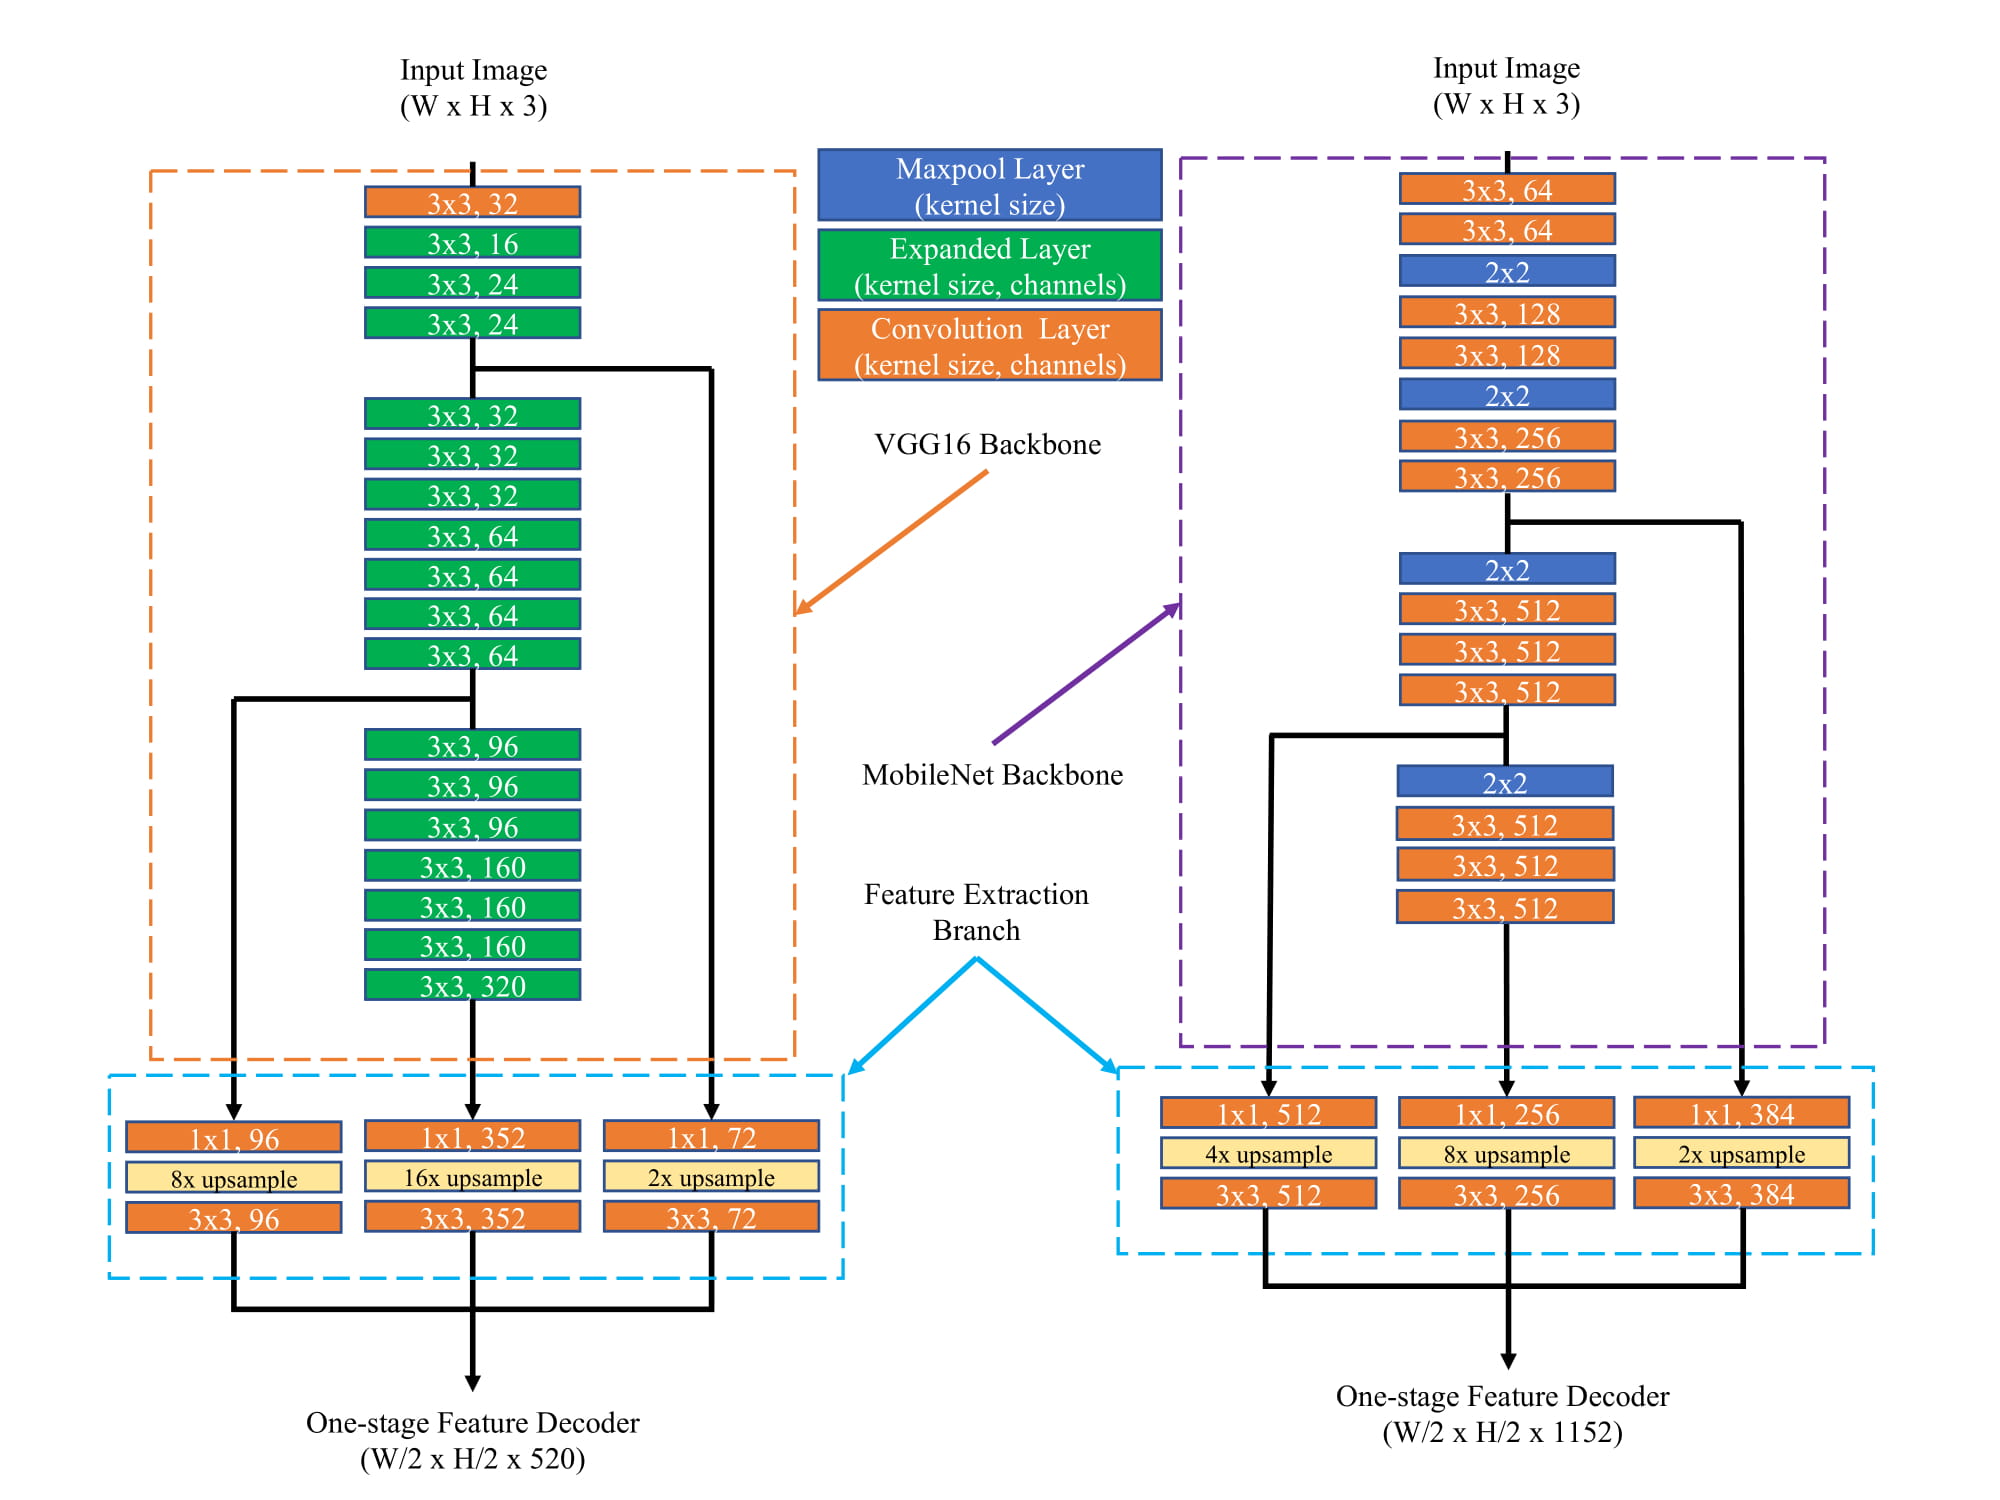 Input Image
(W x H x 3)
3x3, 32
3x3, 16
3x3, 24
3x3, 24
3x3, 32
3x3, 32
3x3, 32
3x3, 64
3x3, 64
3x3, 64
3x3, 64
3x3, 96
3x3, 96
3x3, 96
3x3, 160
3x3, 160
3x3, 160
3x3, 320
1x1, 96
8x upsample
3x3, 96
1x1, 352
16x upsample
3x3, 352
1x1, 72
2x upsample
3x3, 72
One-stage Feature Decoder
(W/2 x H/2 x 520)
Maxpool Layer
(kernel size)
Expanded Layer
(kernel size, channels)
Convolution Layer
(kernel size, channels)
VGG16 Backbone
MobileNet Backbone
Feature Extraction
Branch
Input Image
(W x H x 3)
3x3, 64
3x3, 64
2x2
3x3, 128
3x3, 128
2x2
3x3, 256
3x3, 256
2x2
3x3, 512
3x3, 512
3x3, 512
2x2
3x3, 512
3x3, 512
3x3, 512
1x1, 512
4x upsample
3x3, 512
1x1, 256
8x upsample
3x3, 256
1x1, 384
2x upsample
3x3, 384
One-stage Feature Decoder
(W/2 x H/2 x 1152)